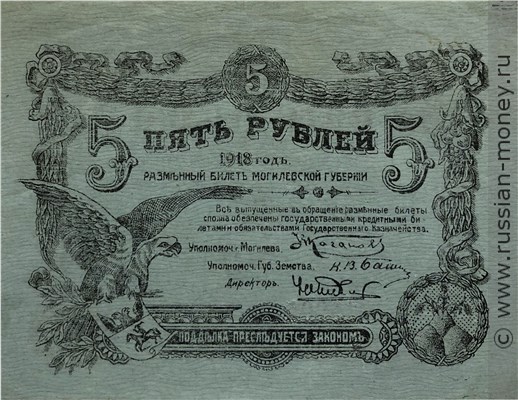 5
5 ПЯТЬ РУБЛЕЙ 5
1918 годъ.
Размѣнный билетъ Могилевской губерніи
Всѣ выпущенные въ обращеніе размѣнные билеты
сполна обезпечены государственными кредитными би
летами и обязательствами Государственнаго Казначейства.
Уполномоч. г. Могилева.
Уполномоч. Губ. Земства.
Директоръ.
Поддѣлка преслѣдуется закономъ
© www.russian-money.ru